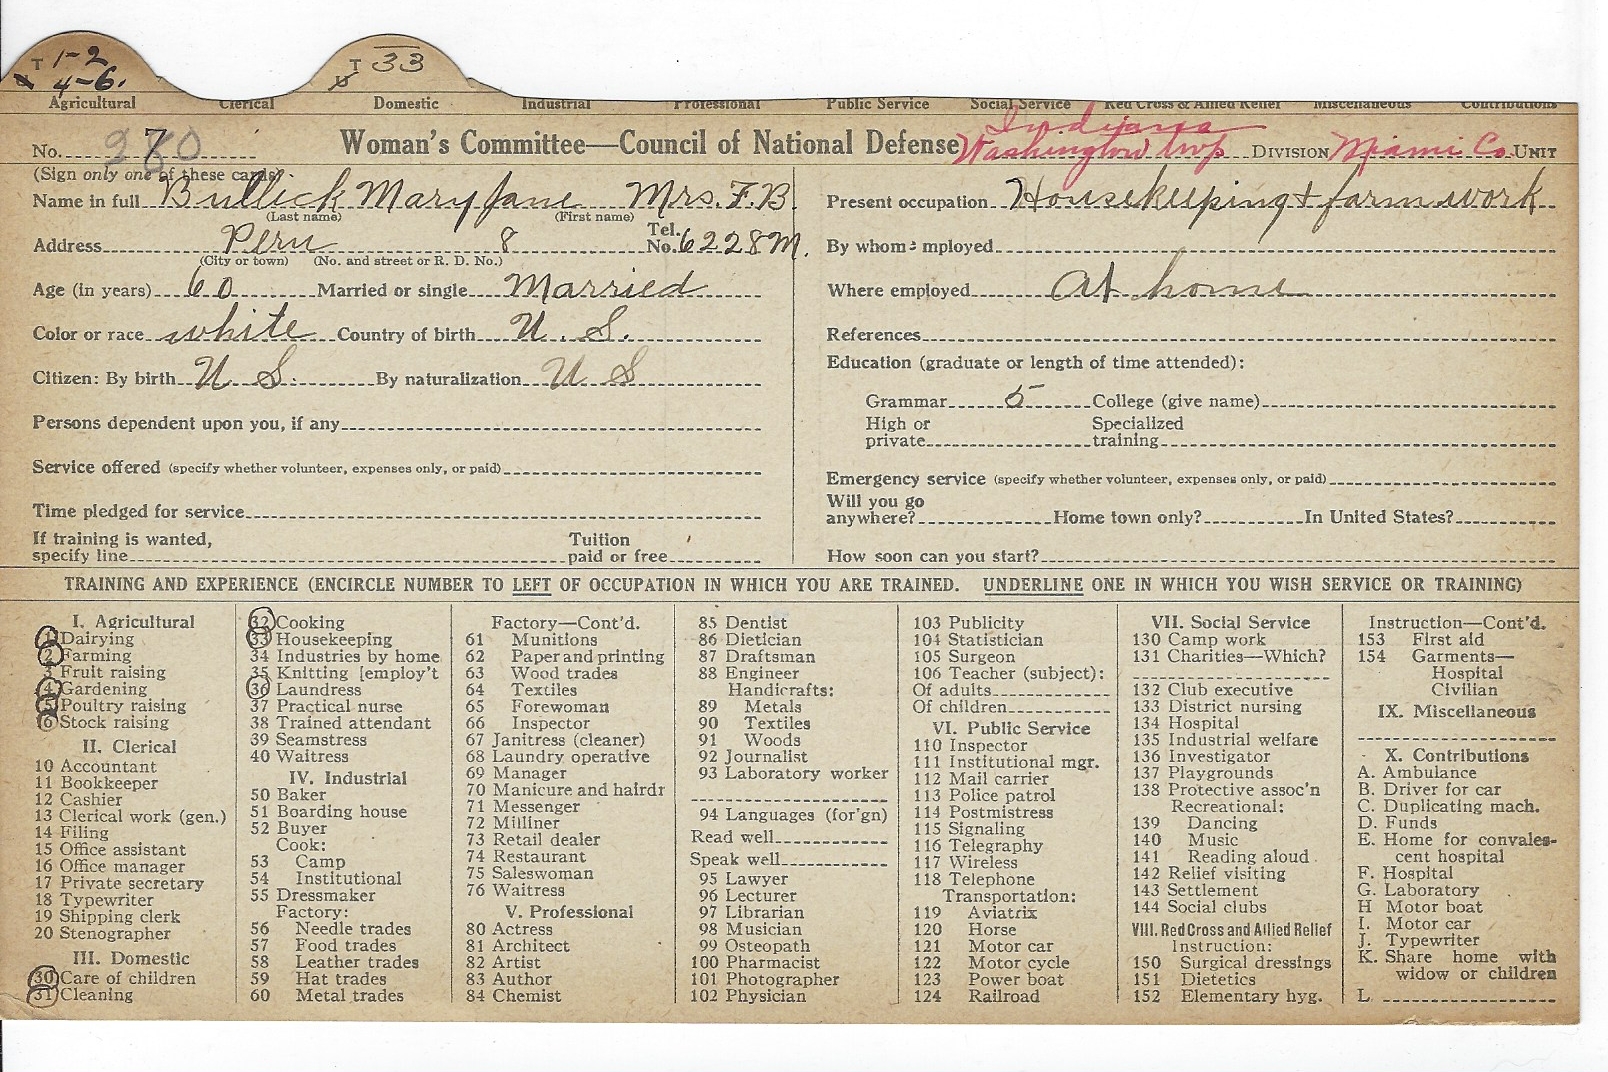 T 1-2 T 33
4-6. U
Agricultural Clerical Domestic Industrial Professional Public Service Social Service Red Cross & Allied Relief Miscellaneous Contributions
Indiana
No. 980 Woman's Committee—Council of National Defense Washington twp DIVISION Miami Co. UNIT
(Sign only one of these cards)
Name in full Bullick Mary Jane Mrs. F.B.
(Last name) (First name)
Address Peru 8 Tel. No. 6228M.
(City or town) (No. and street or R. D. No.)
Age (in years) 60 Married or single Married
Color or race white Country of birth U. S.
Citizen: By birth U S. By naturalization U S
Persons dependent upon you, if any
Service offered (specify whether volunteer, expenses only, or paid)
Time pledged for service
If training is wanted, specify line Tuition paid or free
Present occupation Housekeeping + farm work
By whom employed
Where employed At home
References
Education (graduate or length of time attended):
Grammar 5 College (give name)
High or private Specialized training
Emergency service (specify whether volunteer, expenses only, or paid)
Will you go anywhere? Home town only? In United States?
How soon can you start?
TRAINING AND EXPERIENCE (ENCIRCLE NUMBER TO LEFT OF OCCUPATION IN WHICH YOU ARE TRAINED. UNDERLINE ONE IN WHICH YOU WISH SERVICE OR TRAINING)
I. Agricultural
1 Dairying
2 Farming
3 Fruit raising
4 Gardening
5 Poultry raising
6 Stock raising
II. Clerical
10 Accountant
11 Bookkeeper
12 Cashier
13 Clerical work (gen.)
14 Filing
15 Office assistant
16 Office manager
17 Private secretary
18 Typewriter
19 Shipping clerk
20 Stenographer
III. Domestic
30 Care of children
31 Cleaning
32 Cooking
33 Housekeeping
34 Industries by home
35 Knitting [employ't
36 Laundress
37 Practical nurse
38 Trained attendant
39 Seamstress
40 Waitress
IV. Industrial
50 Baker
51 Boarding house
52 Buyer
Cook:
53 Camp
54 Institutional
55 Dressmaker
Factory:
56 Needle trades
57 Food trades
58 Leather trades
59 Hat trades
60 Metal trades
Factory—Cont'd.
61 Munitions
62 Paper and printing
63 Wood trades
64 Textiles
65 Forewoman
66 Inspector
67 Janitress (cleaner)
68 Laundry operative
69 Manager
70 Manicure and hairdr
71 Messenger
72 Milliner
73 Retail dealer
74 Restaurant
75 Saleswoman
76 Waitress
V. Professional
80 Actress
81 Architect
82 Artist
83 Author
84 Chemist
85 Dentist
86 Dietician
87 Draftsman
88 Engineer
Handicrafts:
89 Metals
90 Textiles
91 Woods
92 Journalist
93 Laboratory worker
94 Languages (for'gn)
Read well
Speak well
95 Lawyer
96 Lecturer
97 Librarian
98 Musician
99 Osteopath
100 Pharmacist
101 Photographer
102 Physician
103 Publicity
104 Statistician
105 Surgeon
106 Teacher (subject):
Of adults
Of children
VI. Public Service
110 Inspector
111 Institutional mgr.
112 Mail carrier
113 Police patrol
114 Postmistress
115 Signaling
116 Telegraphy
117 Wireless
118 Telephone
Transportation:
119 Aviatrix
120 Horse
121 Motor car
122 Motor cycle
123 Power boat
124 Railroad
VII. Social Service
130 Camp work
131 Charities—Which?
132 Club executive
133 District nursing
134 Hospital
135 Industrial welfare
136 Investigator
137 Playgrounds
138 Protective assoc'n
Recreational:
139 Dancing
140 Music
141 Reading aloud
142 Relief visiting
143 Settlement
144 Social clubs
VIII. Red Cross and Allied Relief
Instruction:
150 Surgical dressings
151 Dietetics
152 Elementary hyg.
Instruction—Cont'd.
153 First aid
154 Garments—
Hospital
Civilian
IX. Miscellaneous
X. Contributions
A. Ambulance
B. Driver for car
C. Duplicating mach.
D. Funds
E. Home for convales-
cent hospital
F. Hospital
G. Laboratory
H Motor boat
I. Motor car
J. Typewriter
K. Share home with
widow or children
L